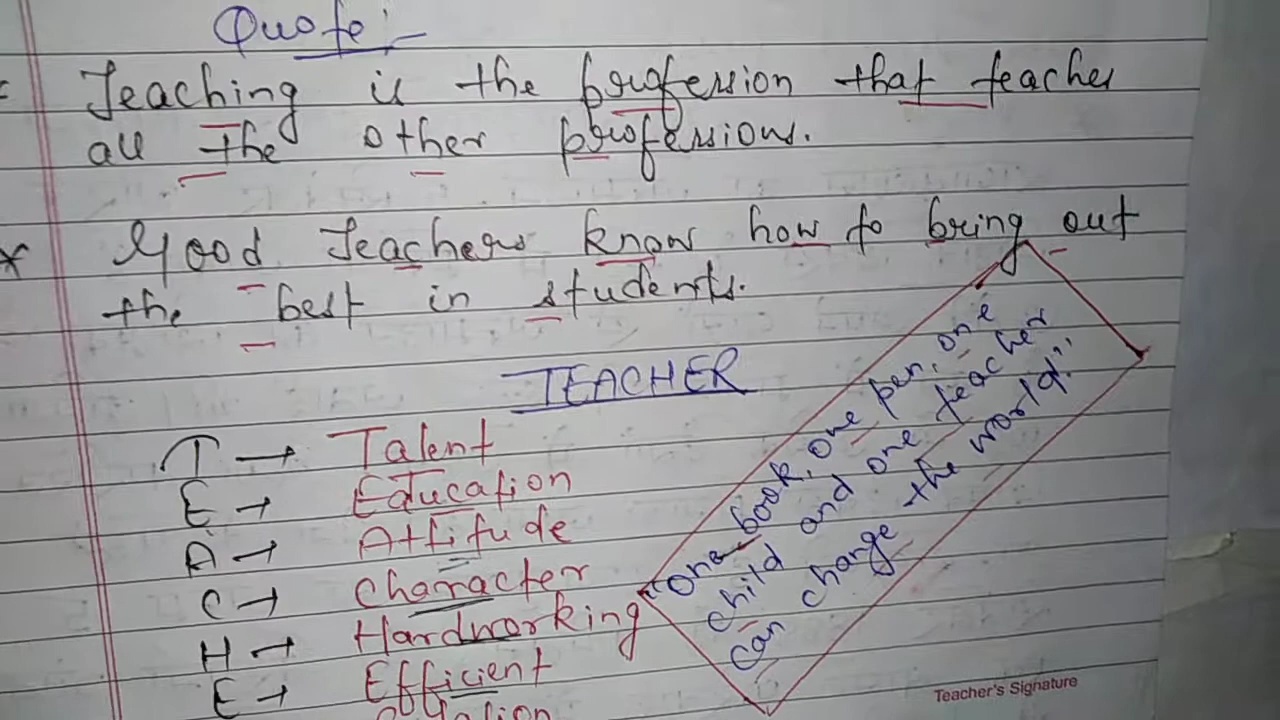 Quote :-
Teaching is the profession that teaches
all the other professions.
* Good Teachers know how to bring out
the best in students.
TEACHER
T → Talent
E → Education
A → Attitude
C → Character
H → Hardworking
E → Efficient
"One book, one pen, one
child and one teacher
can change the world!"
Teacher's Signature